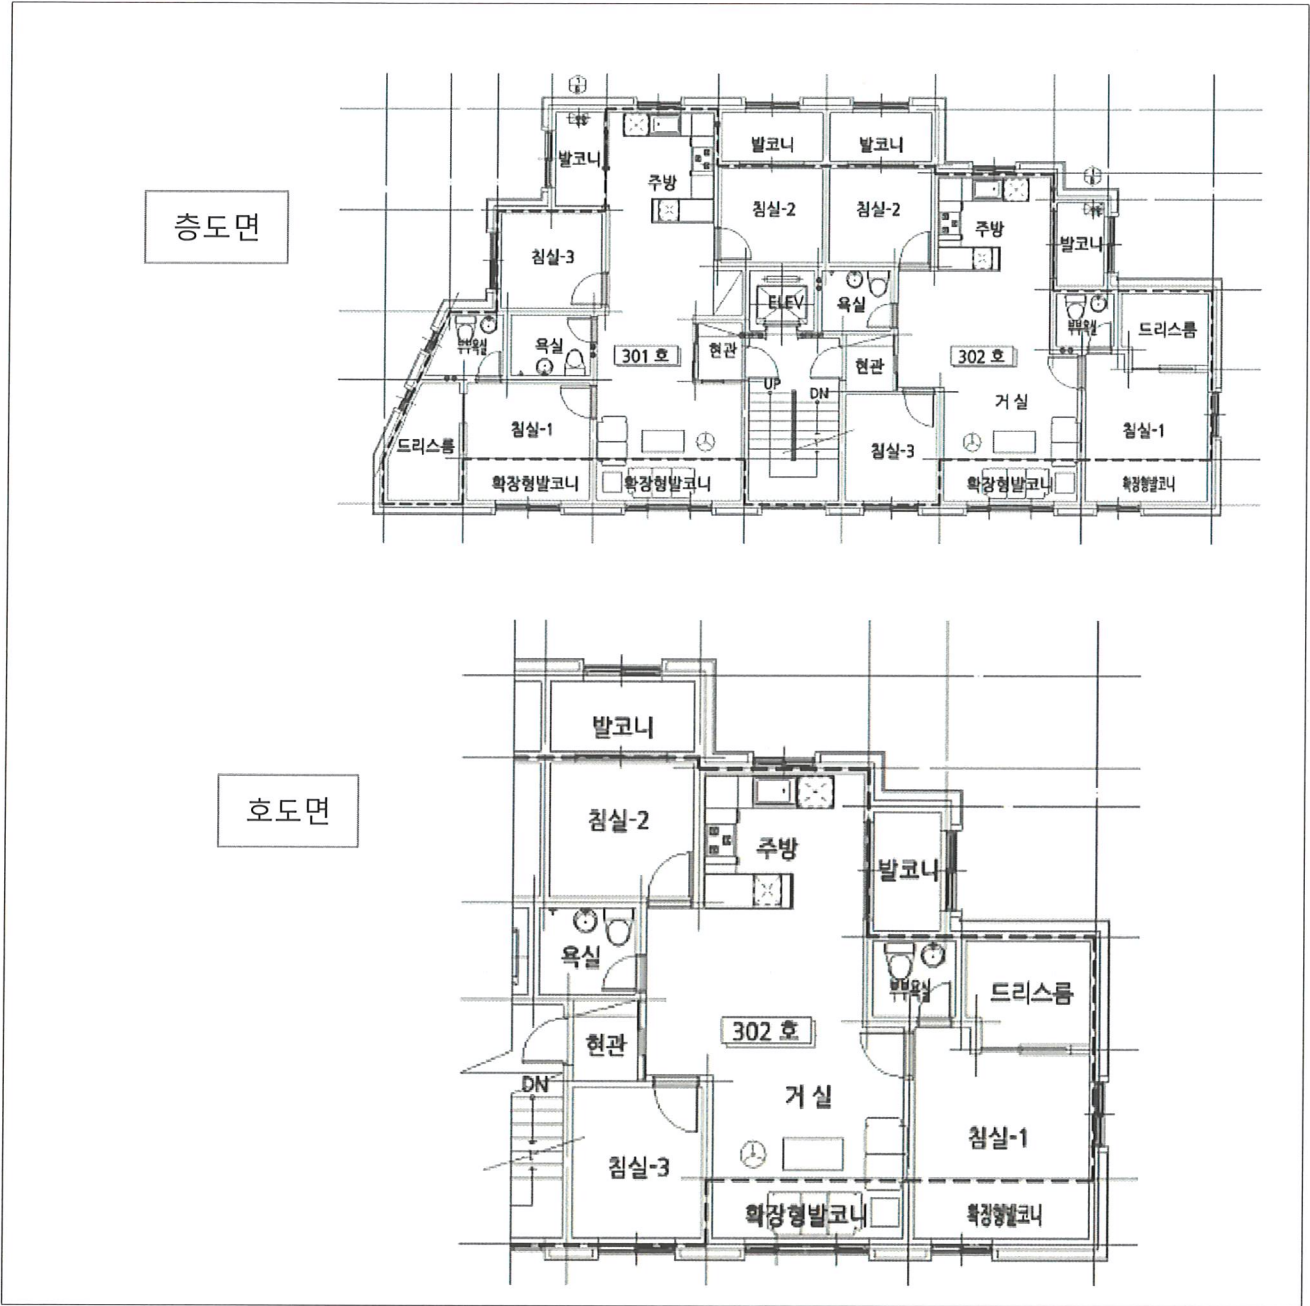 층도면
발코니
발코니
발코니
주방
침실-2
침실-2
주방
발코니
침실-3
ELEV
욕실
부부욕실
욕실
301 호
현관
현관
302 호
부부욕실
드리스룸
UP
DN
거 실
드리스룸
침실-1
침실-3
침실-1
확장형발코니
확장형발코니
확장형발코니
확장형발코니
호도면
발코니
침실-2
주방
발코니
욕실
부부욕실
드리스룸
현관
302 호
DN
거 실
침실-1
침실-3
확장형발코니
확장형발코니